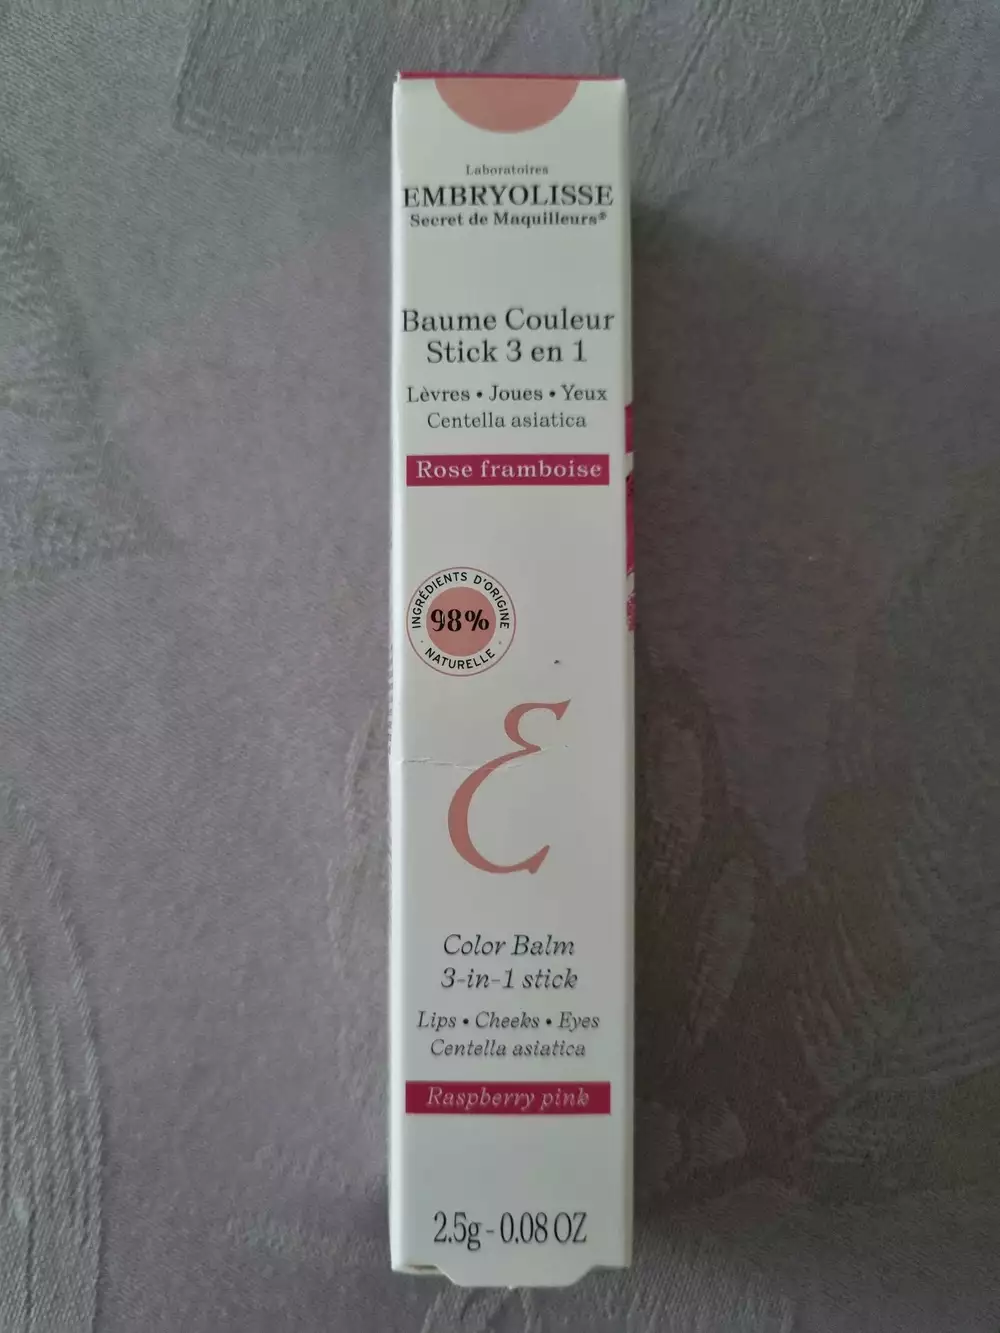 Laboratoires
EMBRYOLISSE
Secret de Maquilleurs®
Baume Couleur
Stick 3 en 1
Lèvres • Joues • Yeux
Centella asiatica
Rose framboise
INGRÉDIENTS D'ORIGINE
98%
NATURELLE
Ɛ
Color Balm
3-in-1 stick
Lips • Cheeks • Eyes
Centella asiatica
Raspberry pink
2.5g - 0.08 OZ